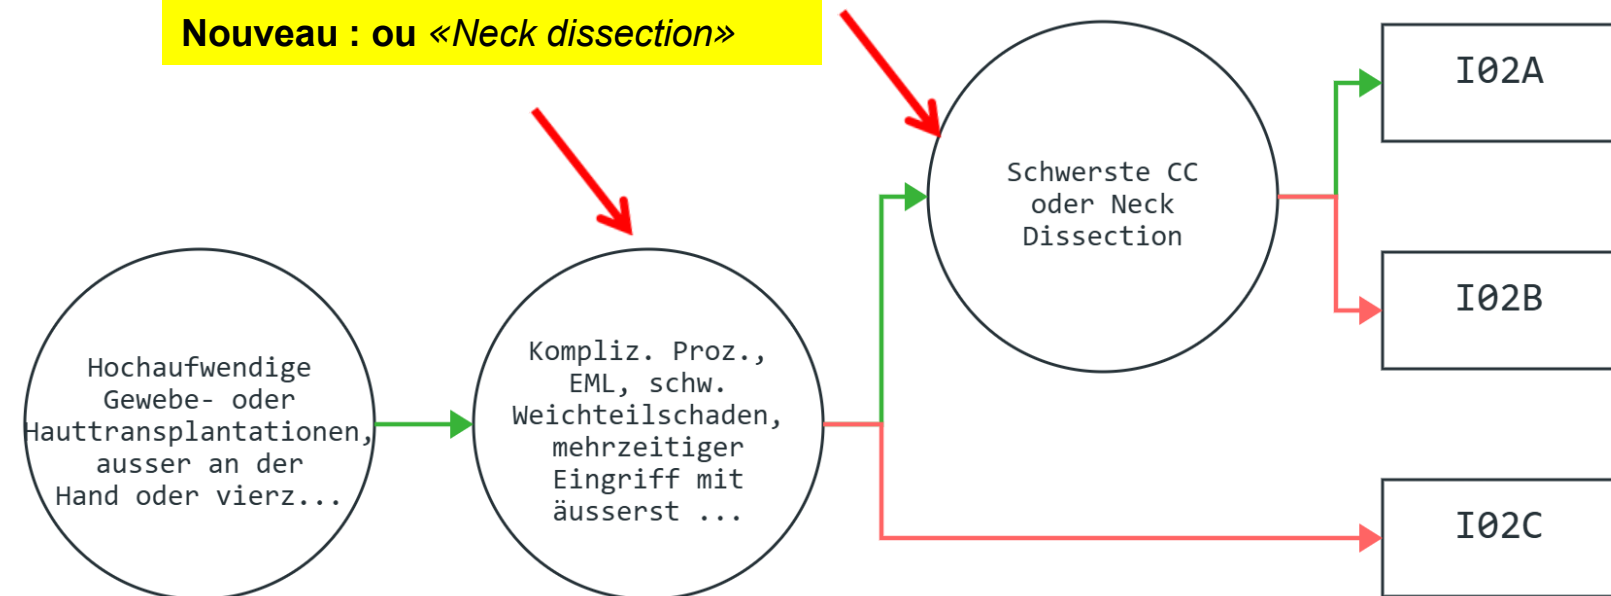 Nouveau : ou «Neck dissection»
Hochaufwendige
Gewebe- oder
Hauttransplantationen,
ausser an der
Hand oder vierz...
Kompliz. Proz.,
EML, schw.
Weichteilschaden,
mehrzeitiger
Eingriff mit
äusserst ...
Schwerste CC
oder Neck
Dissection
I02A
I02B
I02C